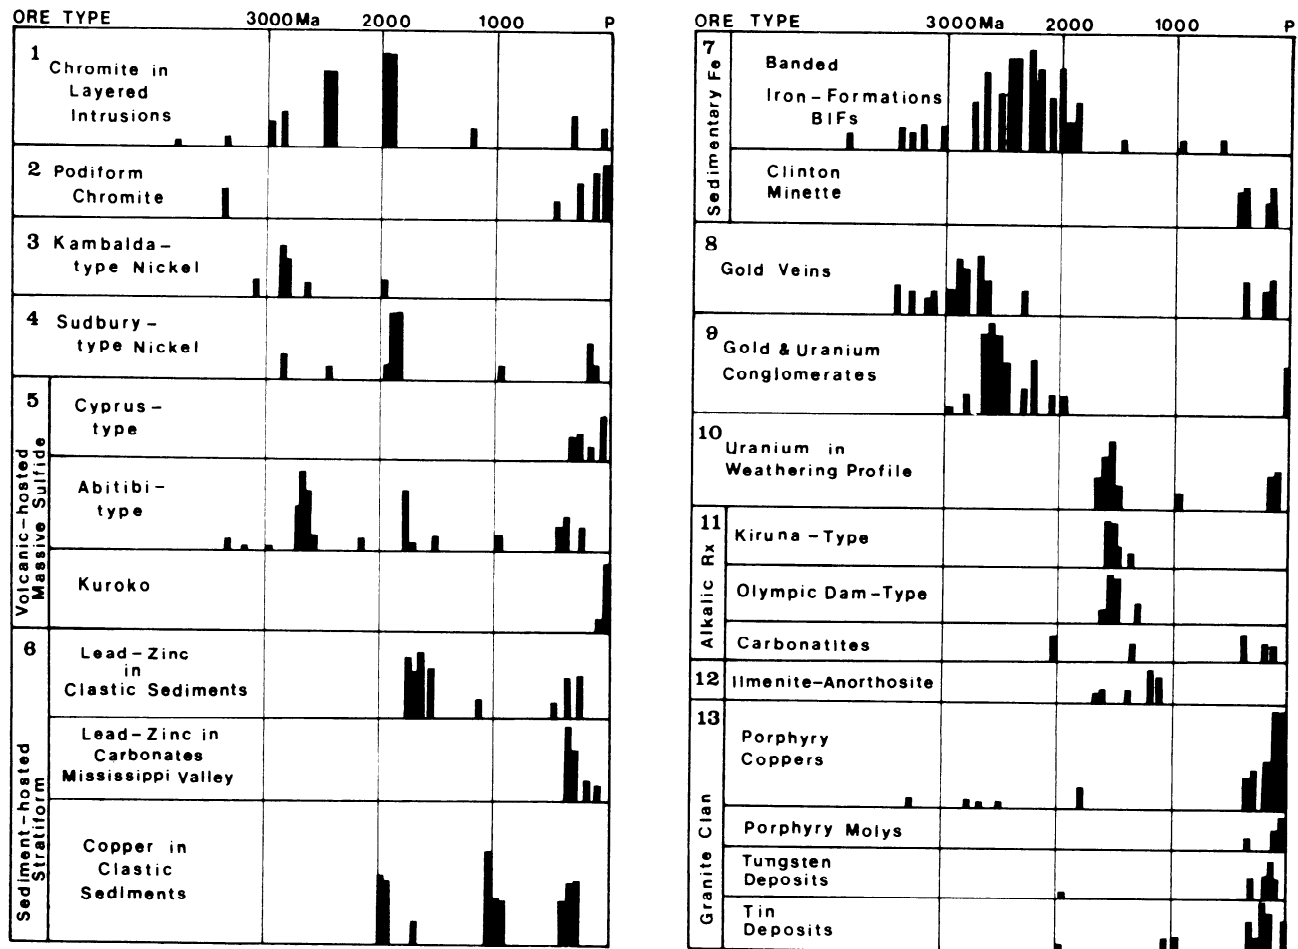 ORE TYPE 3000Ma 2000 1000 P
1
Chromite in
Layered
Intrusions
2 Podiform
Chromite
3 Kambalda-
type Nickel
4 Sudbury-
type Nickel
Volcanic-hosted
Massive Sulfide
5
Cyprus-
type
Abitibi-
type
Kuroko
6
Sediment-hosted
Stratiform
Lead-Zinc
in
Clastic Sediments
Lead-Zinc in
Carbonates
Mississippi Valley
Copper in
Clastic
Sediments
ORE TYPE 3000Ma 2000 1000 P
7
Sedimentary Fe
Banded
Iron-Formations
BIFs
Clinton
Minette
8
Gold Veins
9
Gold & Uranium
Conglomerates
10
Uranium in
Weathering Profile
11
Alkalic Rx
Kiruna-Type
Olympic Dam-Type
Carbonatites
12 Ilmenite-Anorthosite
13
Granite Clan
Porphyry
Coppers
Porphyry Molys
Tungsten
Deposits
Tin
Deposits